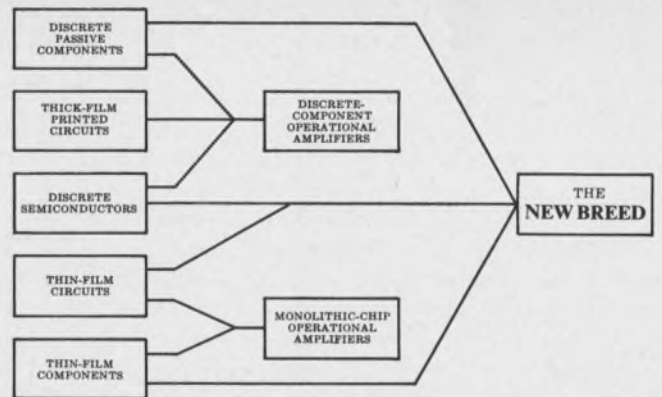 DISCRETE
PASSIVE
COMPONENTS
THICK-FILM
PRINTED
CIRCUITS
DISCRETE-
COMPONENT
OPERATIONAL
AMPLIFIERS
DISCRETE
SEMICONDUCTORS
THE
NEW BREED
THIN-FILM
CIRCUITS
MONOLITHIC-CHIP
OPERATIONAL
AMPLIFIERS
THIN-FILM
COMPONENTS